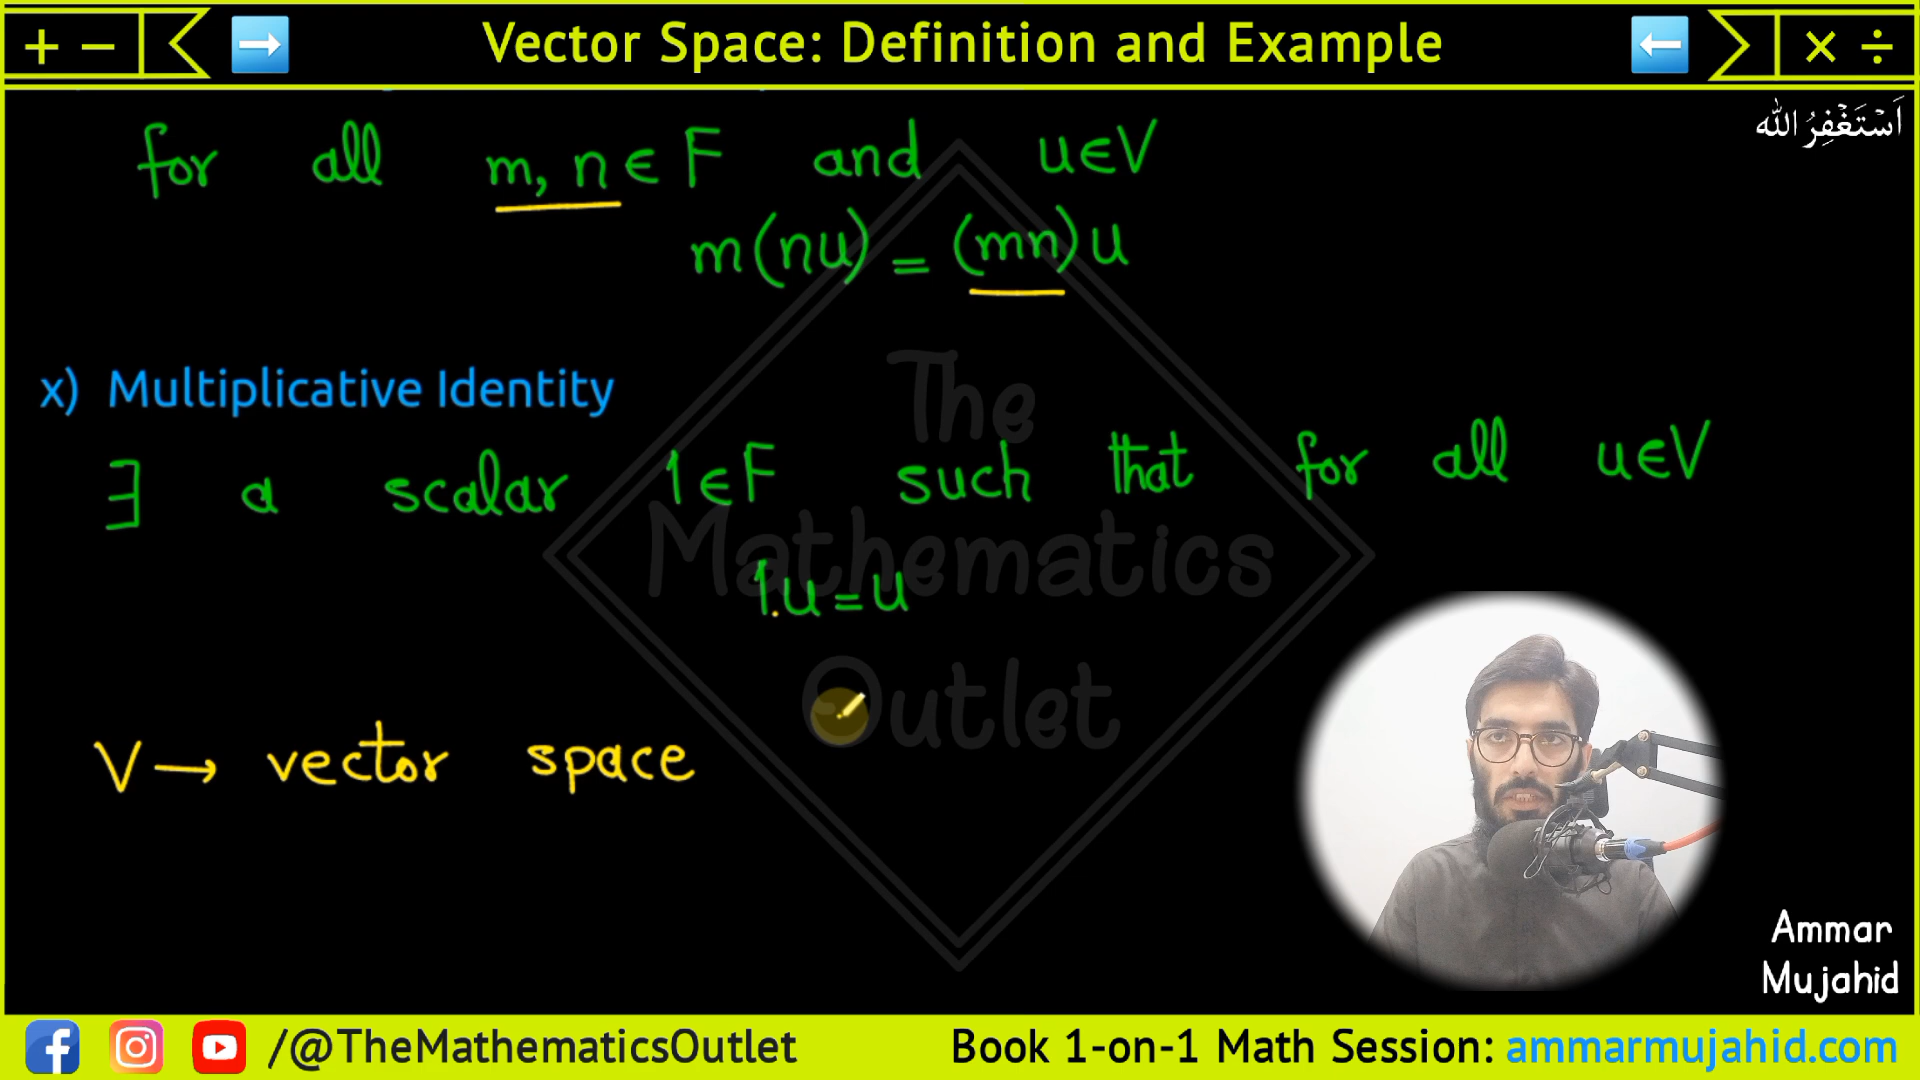 + − Vector Space: Definition and Example × ÷
اَسْتَغْفِرُ اللّٰه
for all m, n ∈ F and u∈V
m(nu) = (mn)u
x) Multiplicative Identity
∃ a scalar 1∈F such that for all u∈V
1.u = u
V → vector space
The
Mathematics
Outlet
Ammar
Mujahid
/@TheMathematicsOutlet Book 1-on-1 Math Session: ammarmujahid.com